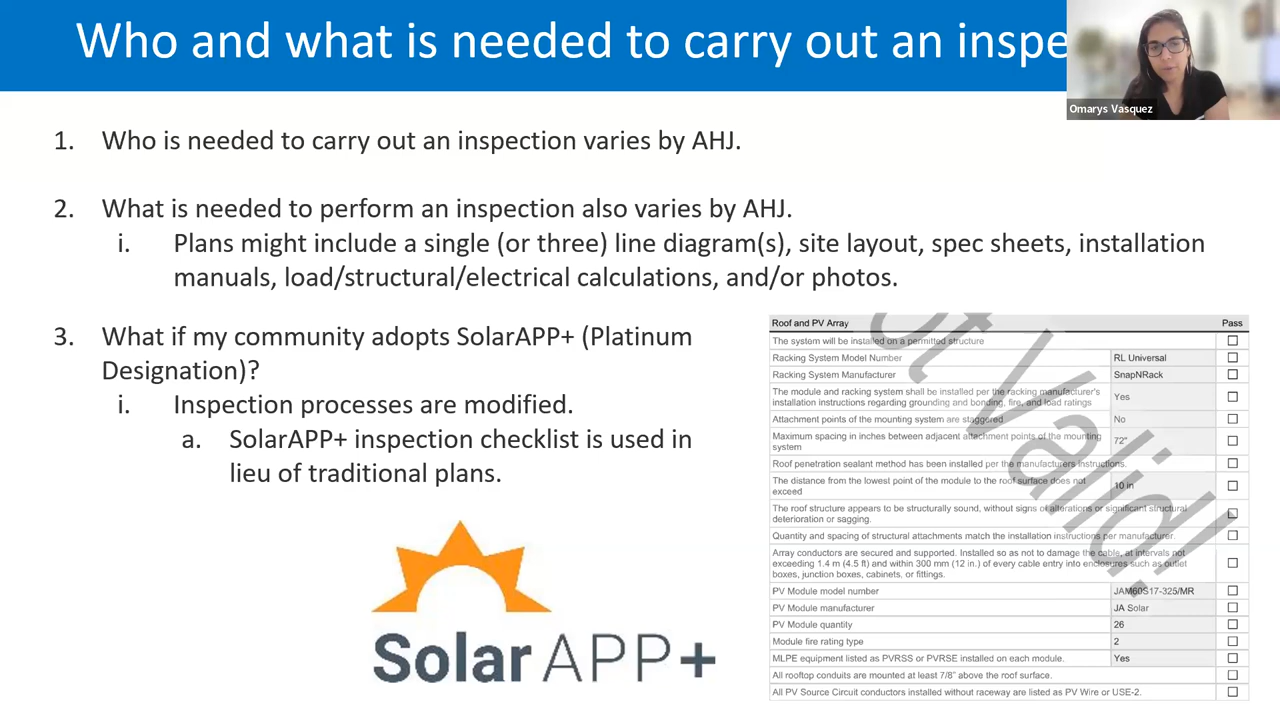 Who and what is needed to carry out an inspe
Omarys Vasquez
1. Who is needed to carry out an inspection varies by AHJ.
2. What is needed to perform an inspection also varies by AHJ.
i. Plans might include a single (or three) line diagram(s), site layout, spec sheets, installation
manuals, load/structural/electrical calculations, and/or photos.
3. What if my community adopts SolarAPP+ (Platinum
Designation)?
i. Inspection processes are modified.
a. SolarAPP+ inspection checklist is used in
lieu of traditional plans.
Solar APP+
Roof and PV Array Pass
The system will be installed on a permitted structure
Racking System Model Number RL Universal
Racking System Manufacturer SnapNRack
The module and racking system shall be installed per the racking manufacturer's
installation instructions regarding grounding and bonding, fire, and load ratings Yes
Attachment points of the mounting system are staggered No
Maximum spacing in inches between adjacent attachment points of the mounting
system 72"
Roof penetration sealant method has been installed per the manufacturers instructions.
The distance from the lowest point of the module to the roof surface does not
exceed 10 in
The roof structure appears to be structurally sound, without signs of alterations or significant structural
deterioration or sagging.
Quantity and spacing of structural attachments match the installation instructions per manufacturer.
Array conductors are secured and supported. Installed so as not to damage the cable, at intervals not
exceeding 1.4 m (4.5 ft) and within 300 mm (12 in.) of every cable entry into enclosures such as outlet
boxes, junction boxes, cabinets, or fittings.
PV Module model number JAM60S17-325/MR
PV Module manufacturer JA Solar
PV Module quantity 26
Module fire rating type 2
MLPE equipment listed as PVRSS or PVRSE installed on each module. Yes
All rooftop conduits are mounted at least 7/8" above the roof surface.
All PV Source Circuit conductors installed without raceway are listed as PV Wire or USE-2.
ot Valid!